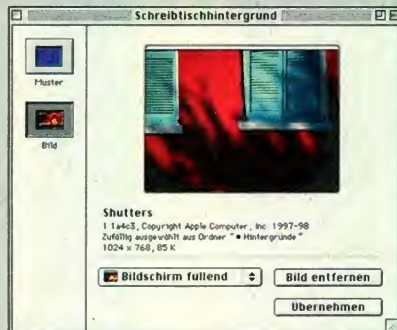 Schreibtischhintergrund
Muster
Bild
Shutters
1 1a4c3, Copyright Apple Computer, Inc. 1997-98
Zufällig ausgewählt aus Ordner "• Hintergründe"
1024 x 768, 85 K
Bildschirm füllend
Bild entfernen
Übernehmen